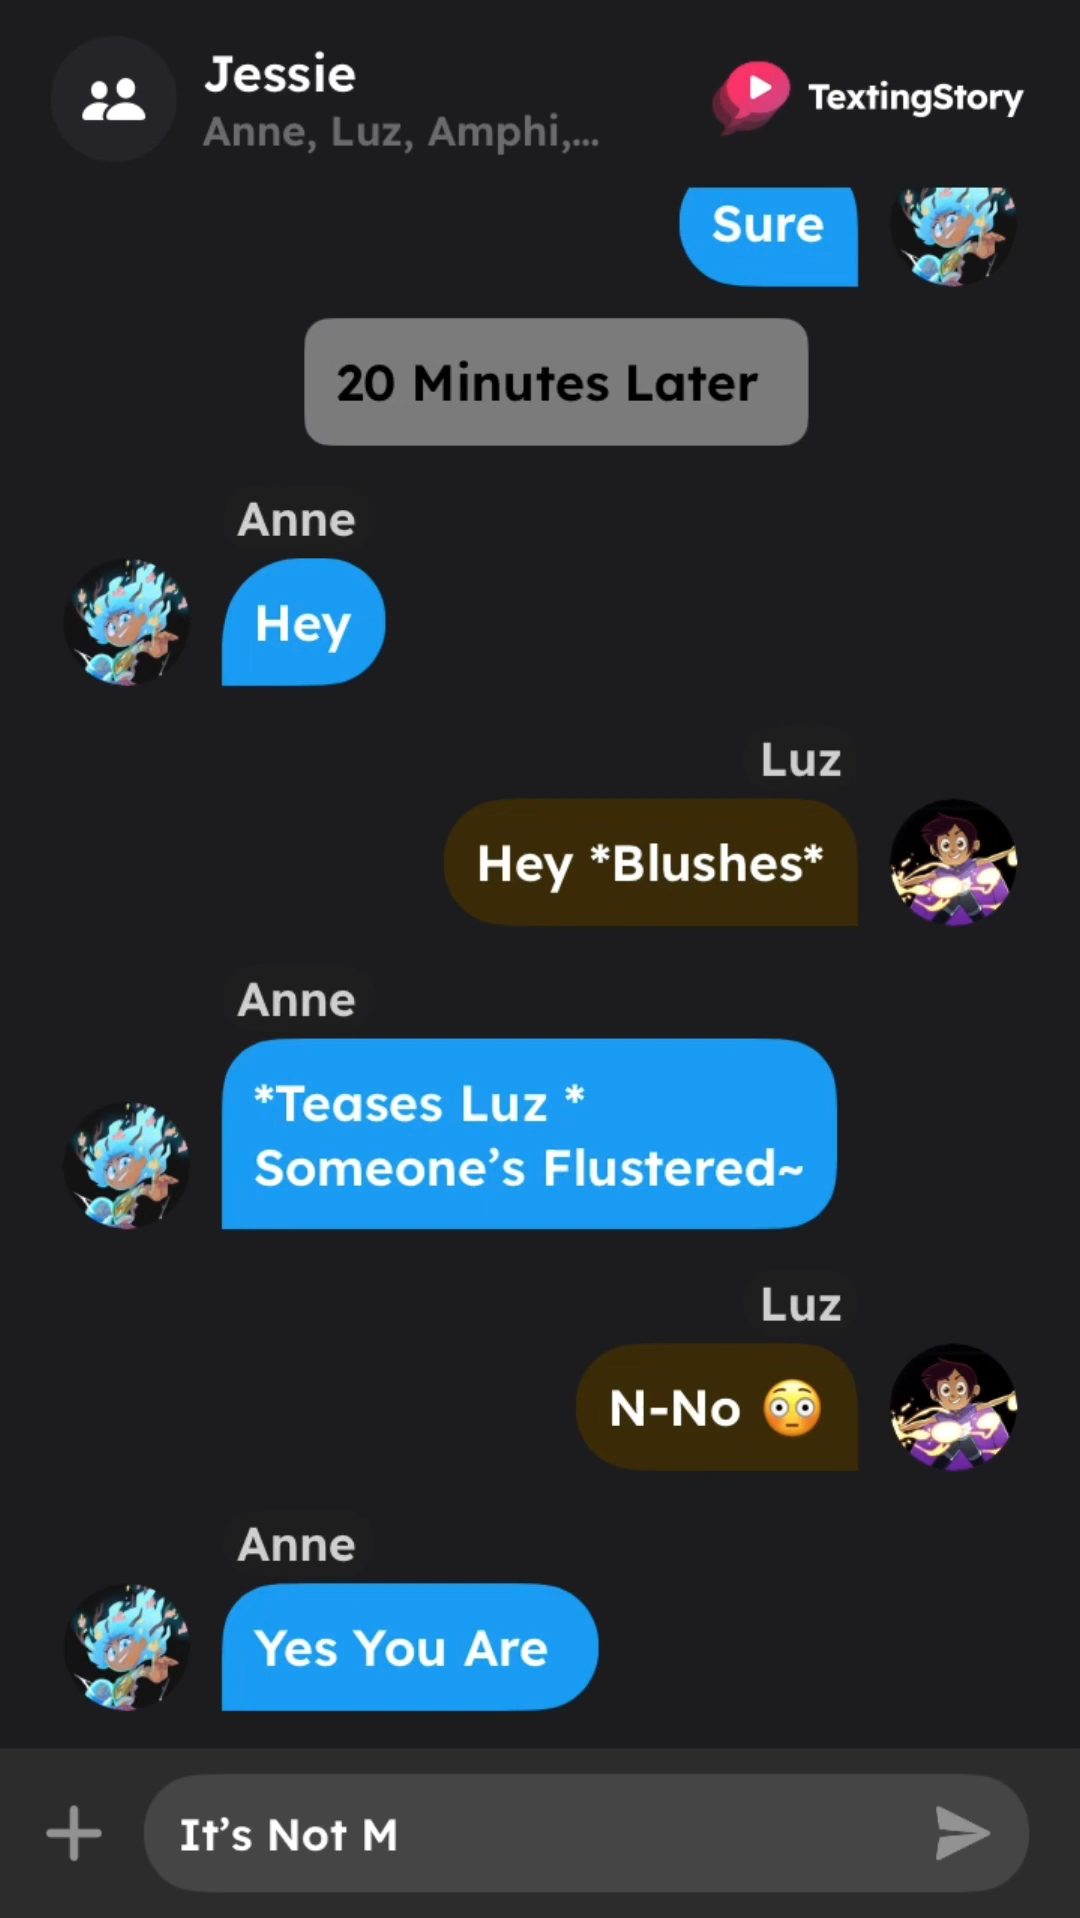 Jessie
Anne, Luz, Amphi,...
TextingStory
Sure
20 Minutes Later
Anne
Hey
Luz
Hey *Blushes*
Anne
*Teases Luz *
Someone’s Flustered~
Luz
N-No 😳
Anne
Yes You Are
It’s Not M